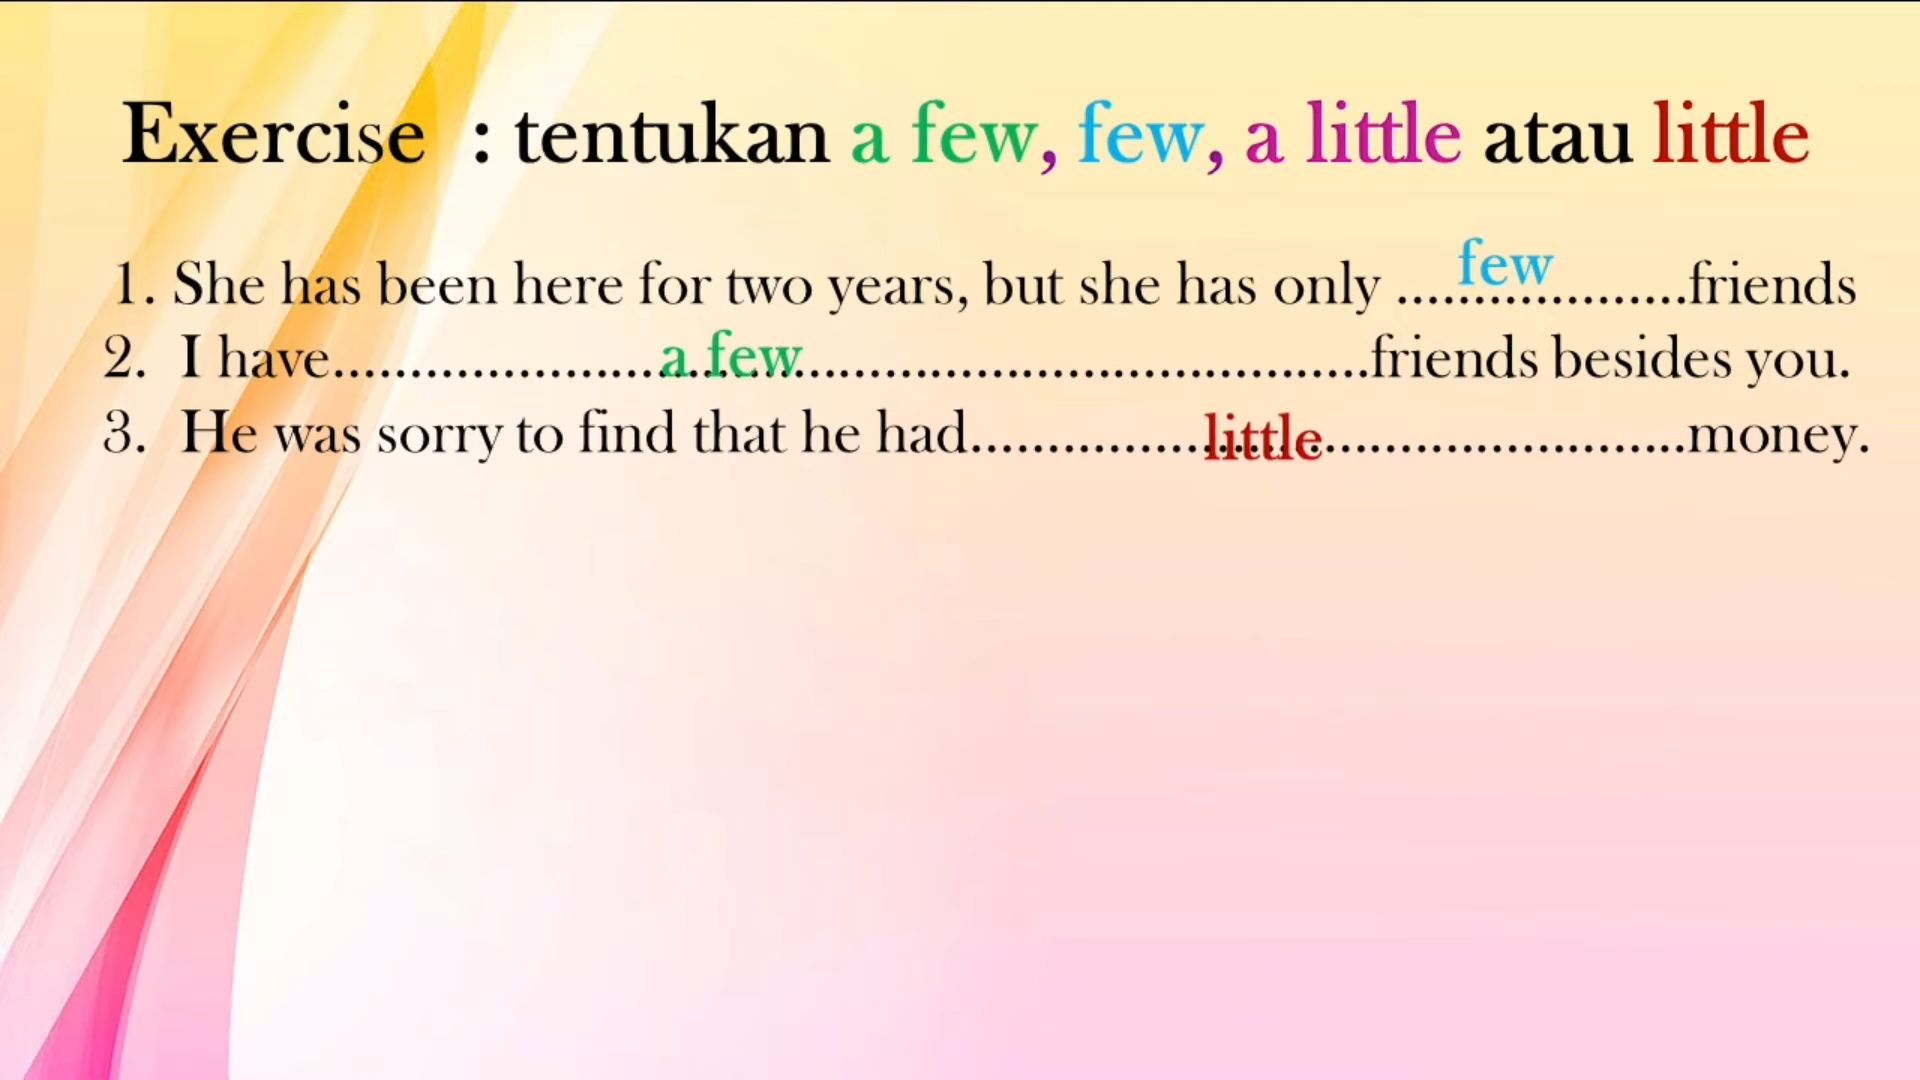 Exercise : tentukan a few, few, a little atau little
1. She has been here for two years, but she has only ......few.............friends
2. I have.....................a few.....................................friends besides you.
3. He was sorry to find that he had...............little........................money.